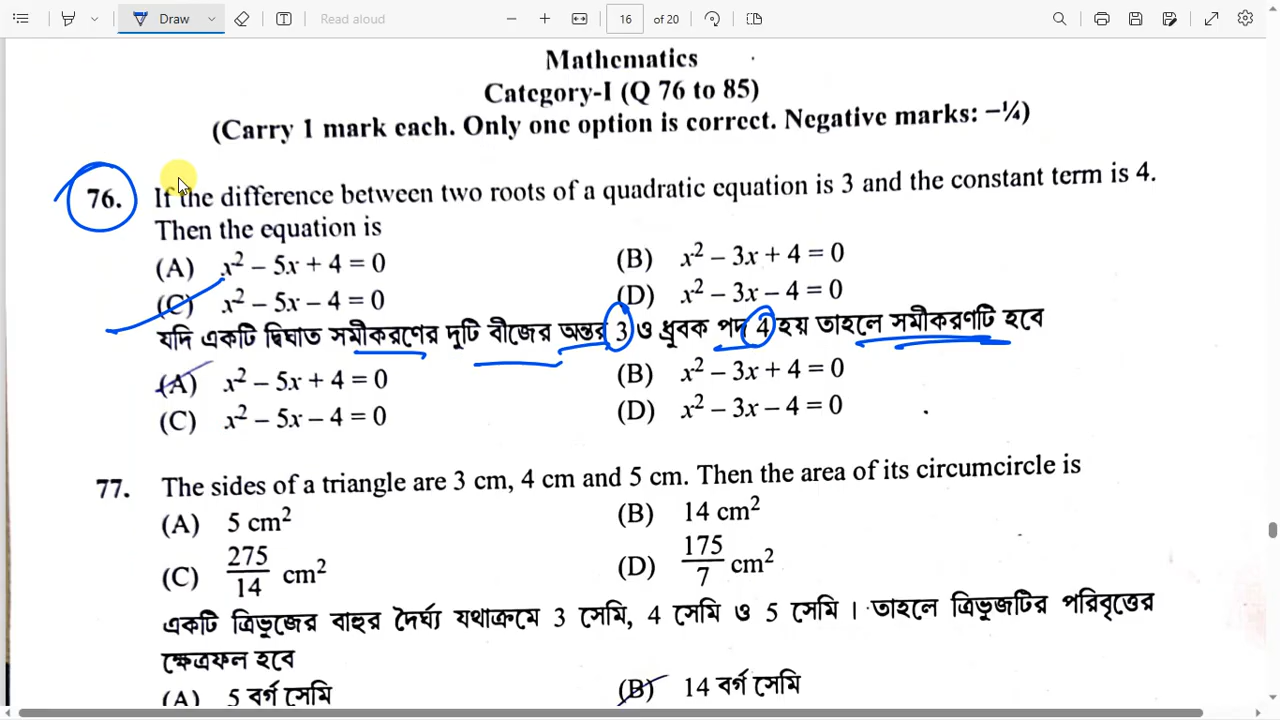 Draw
Read aloud
16 of 20
Mathematics
Category-I (Q 76 to 85)
(Carry 1 mark each. Only one option is correct. Negative marks: −¼)
76. If the difference between two roots of a quadratic equation is 3 and the constant term is 4.
Then the equation is
(A) x² – 5x + 4 = 0 (B) x² – 3x + 4 = 0
(C) x² – 5x – 4 = 0 (D) x² – 3x – 4 = 0
যদি একটি দ্বিঘাত সমীকরণের দুটি বীজের অন্তর 3 ও ধ্রুবক পদ 4 হয় তাহলে সমীকরণটি হবে
(A) x² – 5x + 4 = 0 (B) x² – 3x + 4 = 0
(C) x² – 5x – 4 = 0 (D) x² – 3x – 4 = 0
77. The sides of a triangle are 3 cm, 4 cm and 5 cm. Then the area of its circumcircle is
(A) 5 cm² (B) 14 cm²
(C) 275/14 cm² (D) 175/7 cm²
একটি ত্রিভুজের বাহুর দৈর্ঘ্য যথাক্রমে 3 সেমি, 4 সেমি ও 5 সেমি। তাহলে ত্রিভুজটির পরিবৃত্তের
ক্ষেত্রফল হবে
(A) 5 বর্গ সেমি (B) 14 বর্গ সেমি